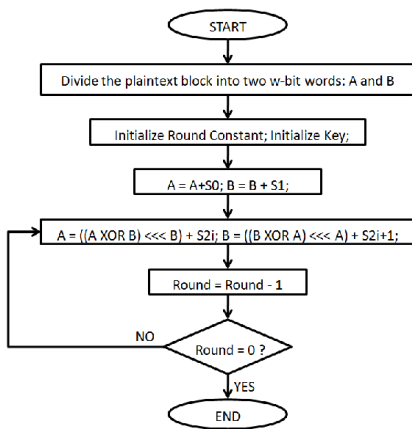 START
Divide the plaintext block into two w-bit words: A and B
Initialize Round Constant; Initialize Key;
A = A+S0; B = B + S1;
A = ((A XOR B) <<< B) + S2i; B = ((B XOR A) <<< A) + S2i+1;
Round = Round - 1
NO
Round = 0 ?
YES
END